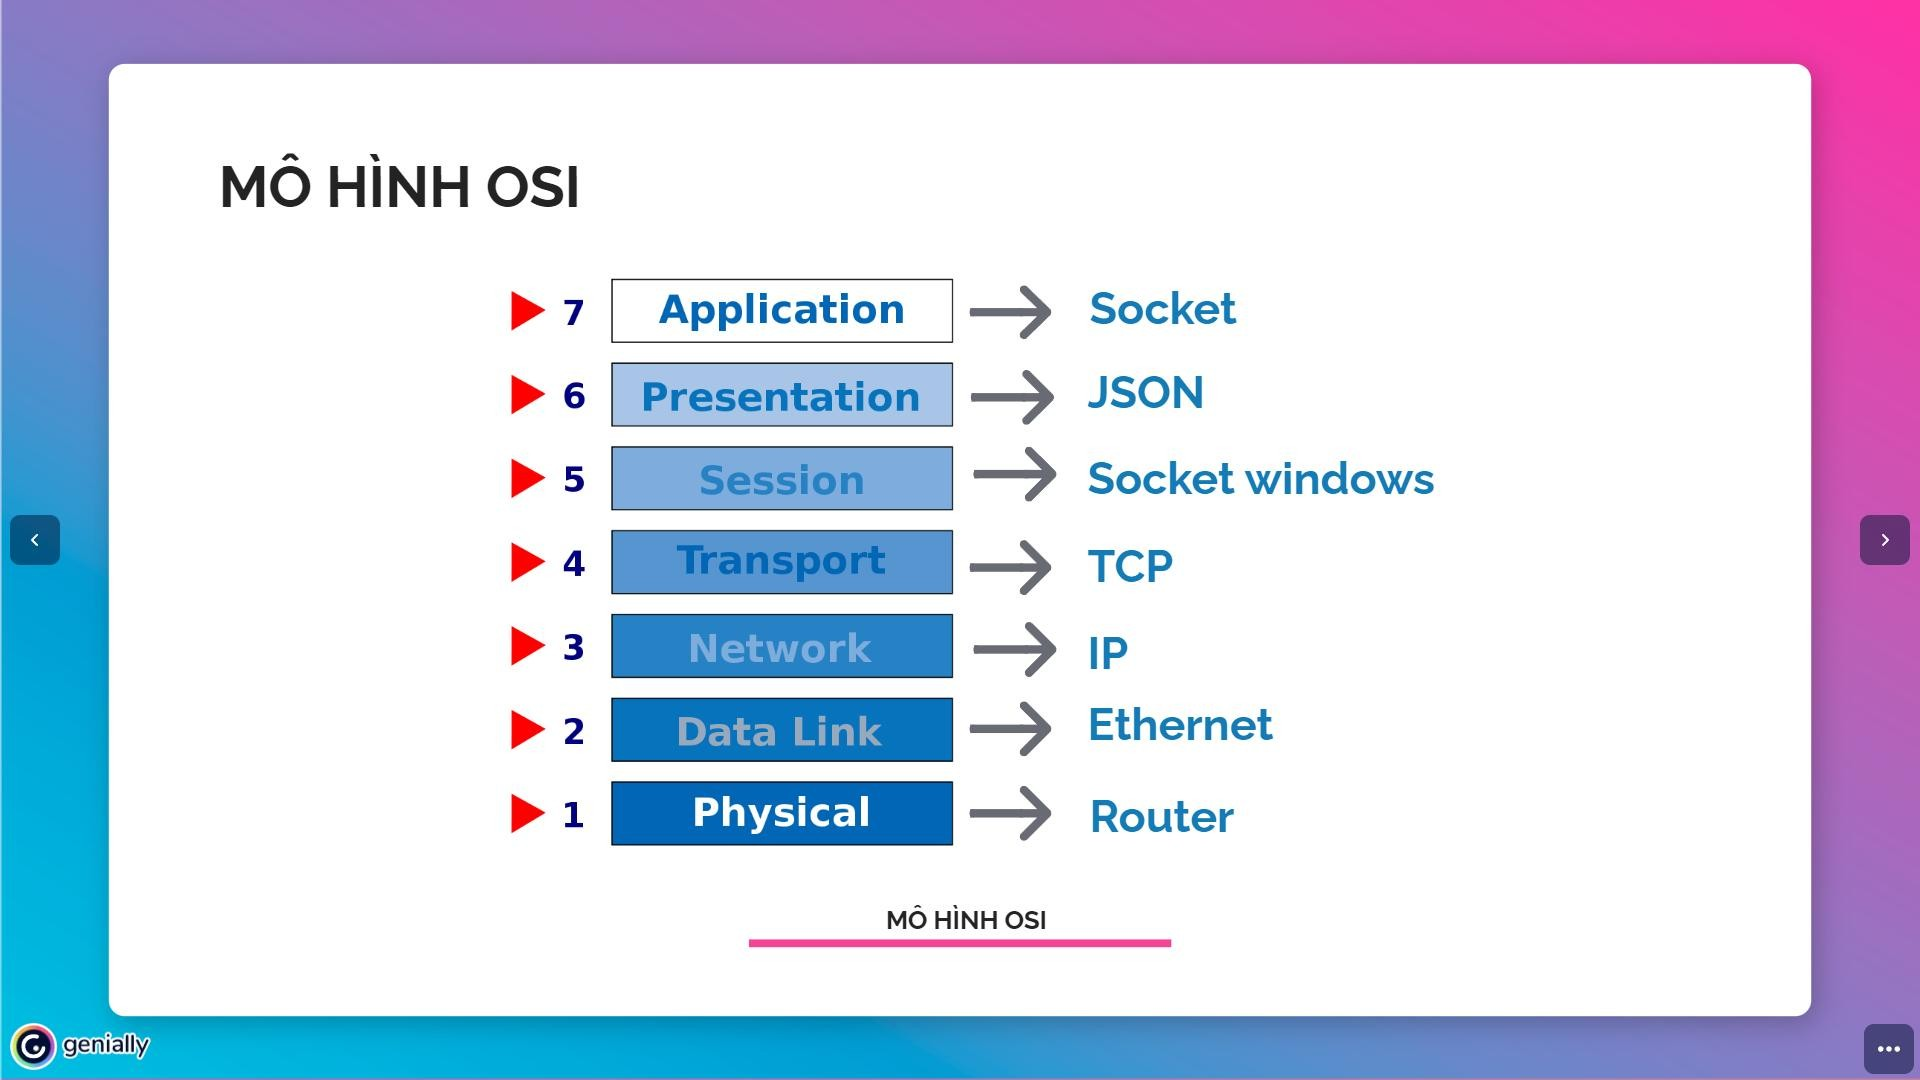 MÔ HÌNH OSI
7 Application Socket
6 Presentation JSON
5 Session Socket windows
4 Transport TCP
3 Network IP
2 Data Link Ethernet
1 Physical Router
MÔ HÌNH OSI
genially